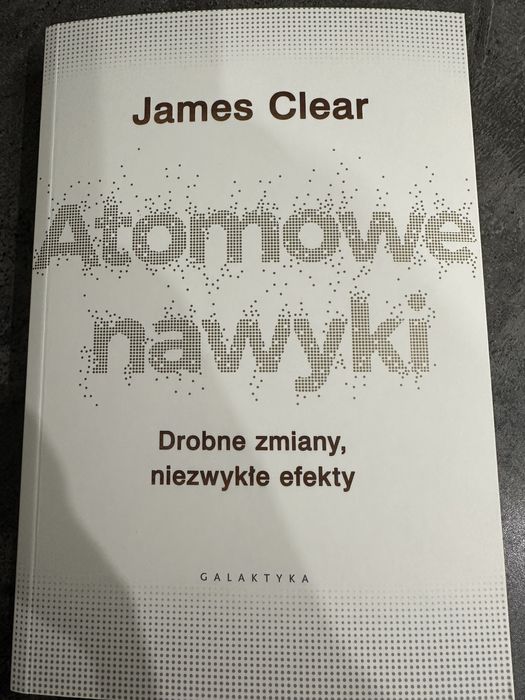 James Clear
Atomowe
nawyki
Drobne zmiany,
niezwykłe efekty
GALAKTYKA